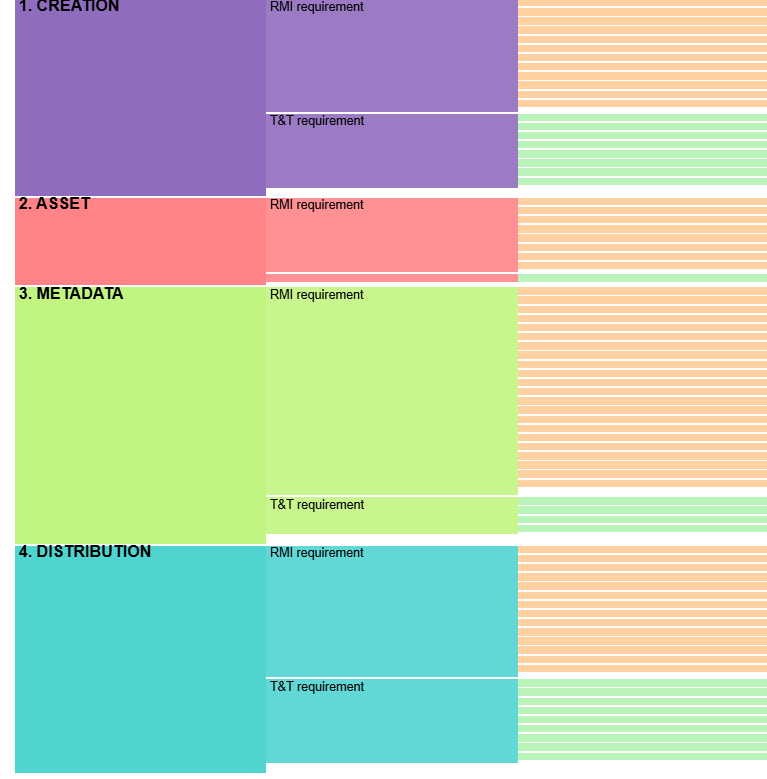 1. CREATION
RMI requirement
T&T requirement
2. ASSET
RMI requirement
3. METADATA
RMI requirement
T&T requirement
4. DISTRIBUTION
RMI requirement
T&T requirement